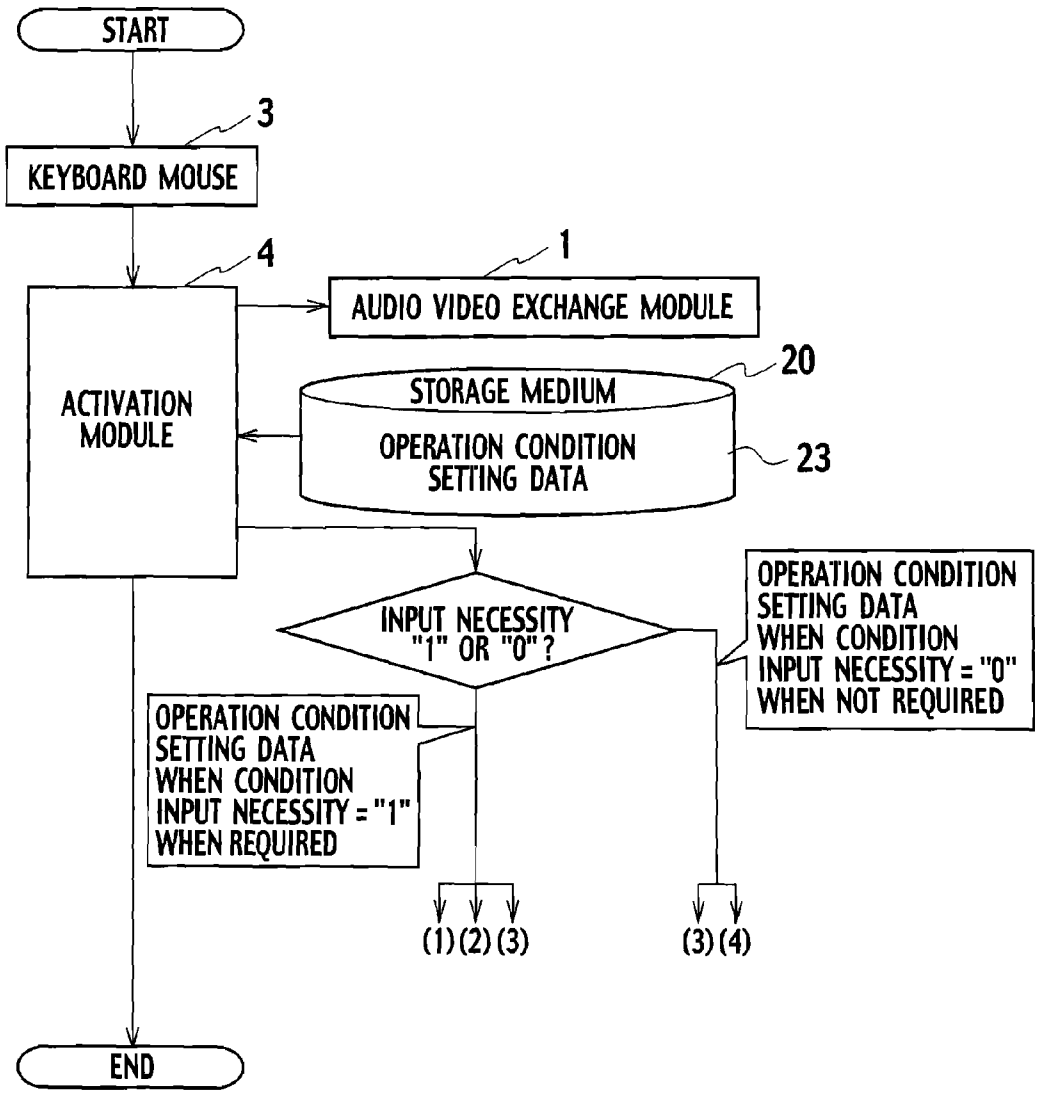 START
3
KEYBOARD MOUSE
4
1
AUDIO VIDEO EXCHANGE MODULE
ACTIVATION
MODULE
20
STORAGE MEDIUM
OPERATION CONDITION
SETTING DATA
23
INPUT NECESSITY
"1" OR "0"?
OPERATION CONDITION
SETTING DATA
WHEN CONDITION
INPUT NECESSITY = "0"
WHEN NOT REQUIRED
OPERATION CONDITION
SETTING DATA
WHEN CONDITION
INPUT NECESSITY = "1"
WHEN REQUIRED
(1) (2) (3)
(3) (4)
END